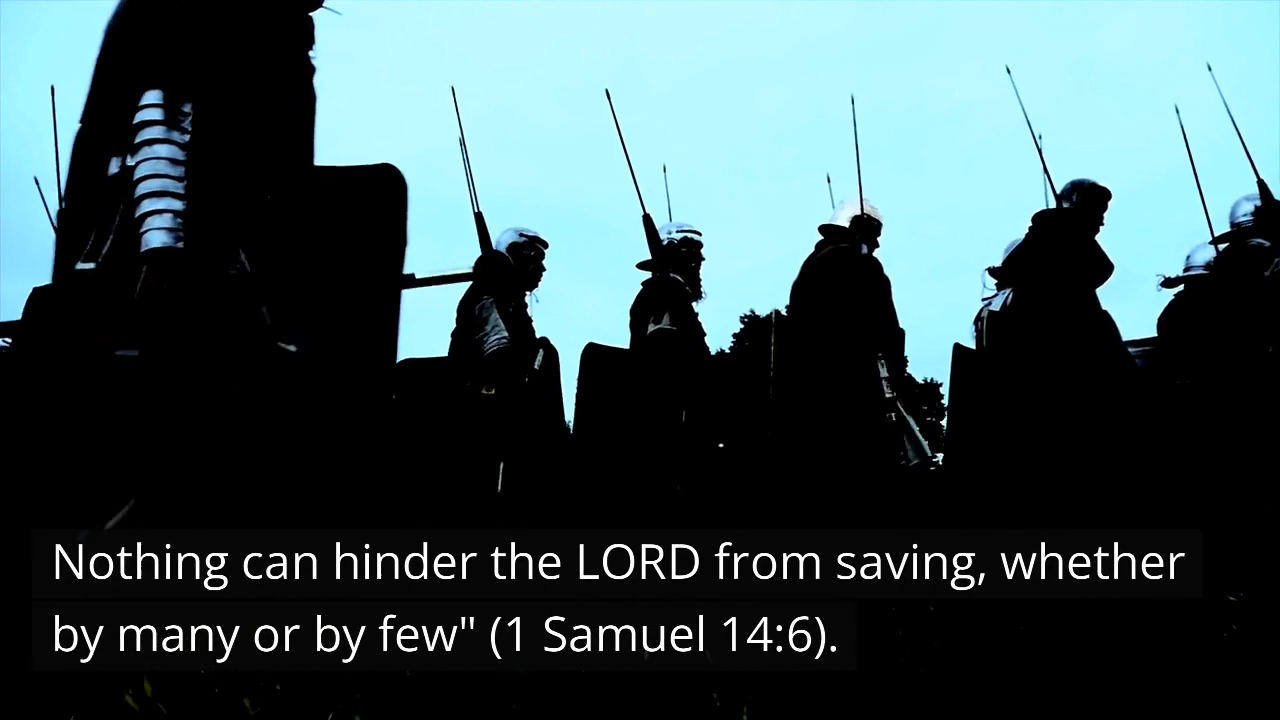 Nothing can hinder the LORD from saving, whether
by many or by few" (1 Samuel 14:6).